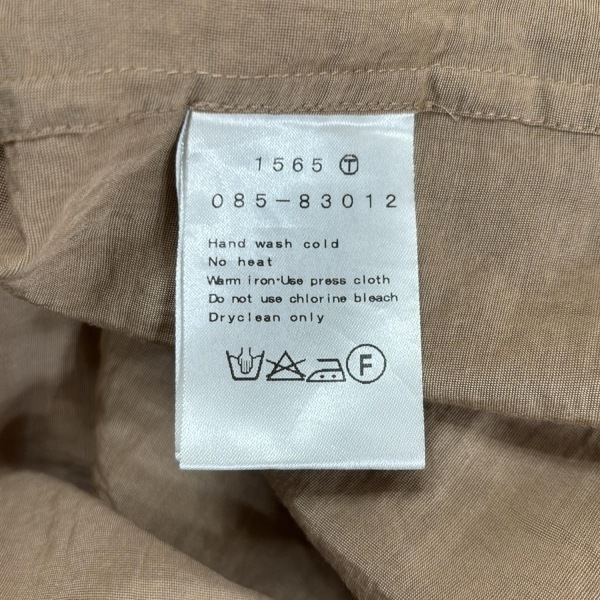 1565 Ⓣ
085-83012
Hand wash cold
No heat
Warm iron·Use press cloth
Do not use chlorine bleach
Dryclean only
Ⓕ